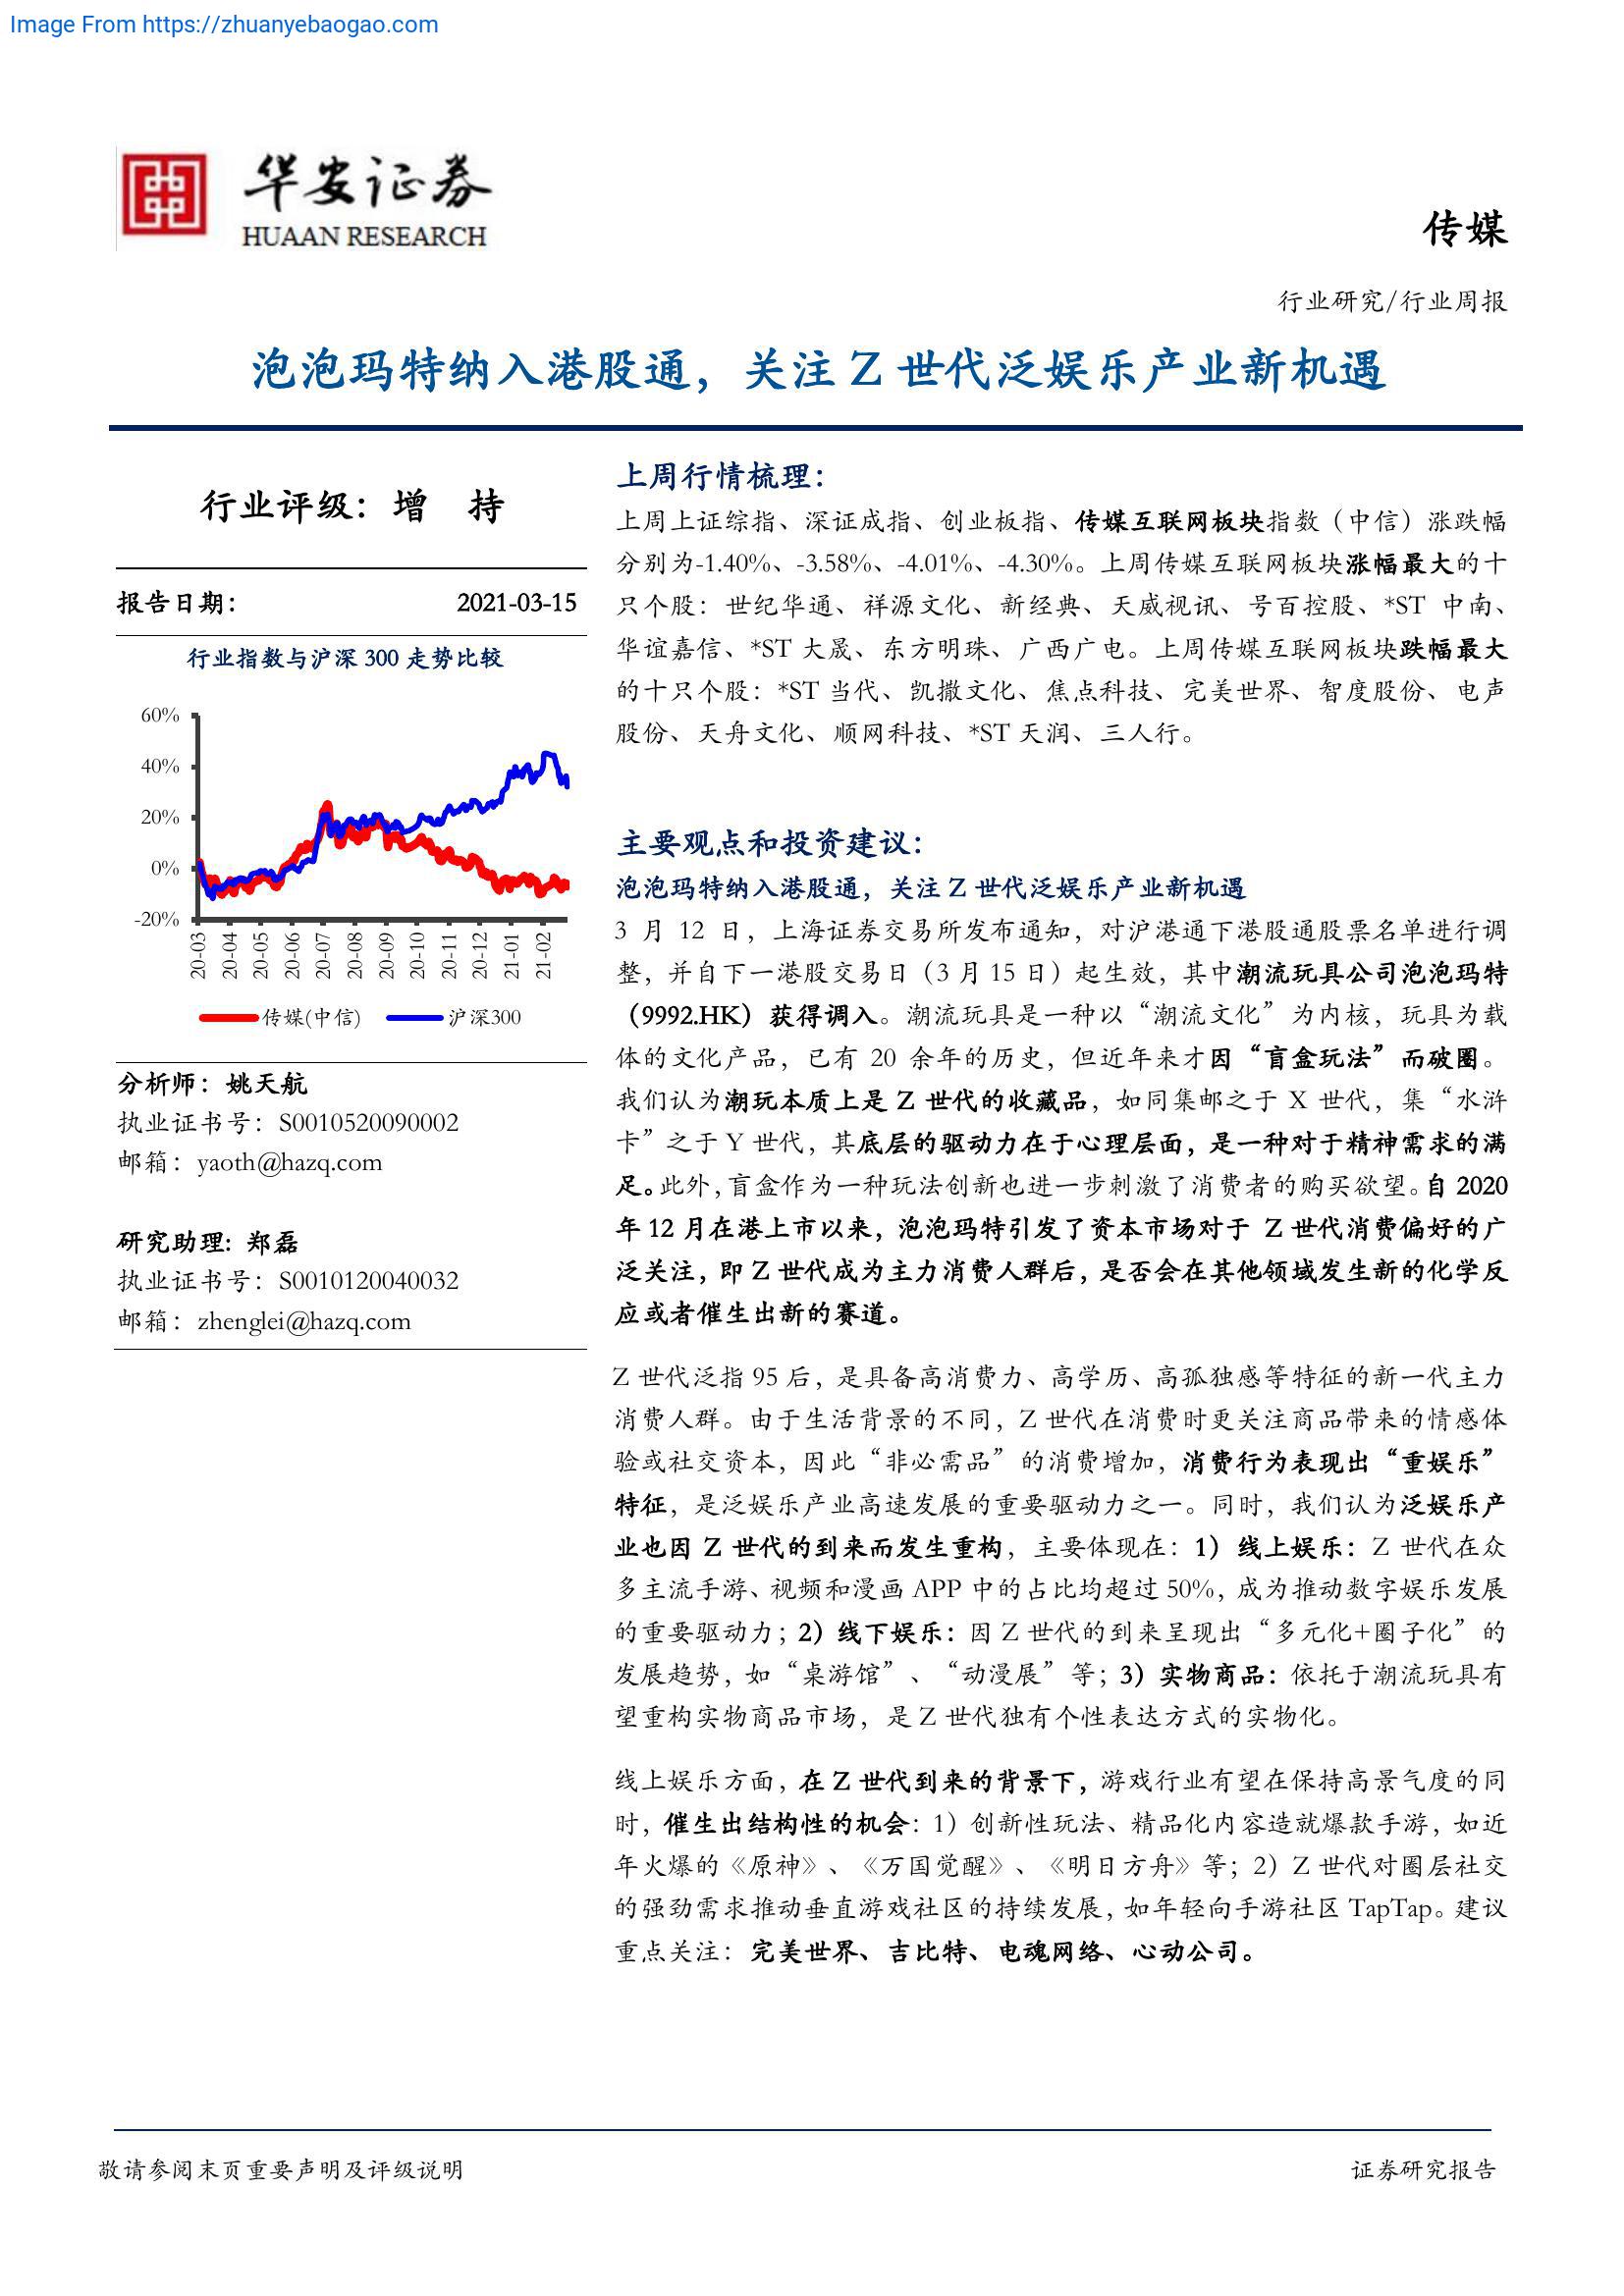 Image From https://zhuanyebaogao.com
华安证券
HUAAN RESEARCH
传媒
行业研究/行业周报
泡泡玛特纳入港股通，关注 Z 世代泛娱乐产业新机遇
行业评级：增 持
报告日期： 2021-03-15
行业指数与沪深 300 走势比较
60%
40%
20%
0%
-20%
20-03
20-04
20-05
20-06
20-07
20-08
20-09
20-10
20-11
20-12
21-01
21-02
传媒(中信) 沪深300
分析师：姚天航
执业证书号：S0010520090002
邮箱：yaoth@hazq.com
研究助理: 郑磊
执业证书号：S0010120040032
邮箱：zhenglei@hazq.com
上周行情梳理：
上周上证综指、深证成指、创业板指、传媒互联网板块指数（中信）涨跌幅
分别为-1.40%、-3.58%、-4.01%、-4.30%。上周传媒互联网板块涨幅最大的十
只个股：世纪华通、祥源文化、新经典、天威视讯、号百控股、*ST 中南、
华谊嘉信、*ST 大晟、东方明珠、广西广电。上周传媒互联网板块跌幅最大
的十只个股：*ST 当代、凯撒文化、焦点科技、完美世界、智度股份、电声
股份、天舟文化、顺网科技、*ST 天润、三人行。
主要观点和投资建议：
泡泡玛特纳入港股通，关注 Z 世代泛娱乐产业新机遇
3 月 12 日，上海证券交易所发布通知，对沪港通下港股通股票名单进行调
整，并自下一港股交易日（3 月 15 日）起生效，其中潮流玩具公司泡泡玛特
（9992.HK）获得调入。潮流玩具是一种以“潮流文化”为内核，玩具为载
体的文化产品，已有 20 余年的历史，但近年来才因“盲盒玩法”而破圈。
我们认为潮玩本质上是 Z 世代的收藏品，如同集邮之于 X 世代，集“水浒
卡”之于 Y 世代，其底层的驱动力在于心理层面，是一种对于精神需求的满
足。此外，盲盒作为一种玩法创新也进一步刺激了消费者的购买欲望。自 2020
年 12 月在港上市以来，泡泡玛特引发了资本市场对于 Z 世代消费偏好的广
泛关注，即 Z 世代成为主力消费人群后，是否会在其他领域发生新的化学反
应或者催生出新的赛道。
Z 世代泛指 95 后，是具备高消费力、高学历、高孤独感等特征的新一代主力
消费人群。由于生活背景的不同，Z 世代在消费时更关注商品带来的情感体
验或社交资本，因此“非必需品”的消费增加，消费行为表现出“重娱乐”
特征，是泛娱乐产业高速发展的重要驱动力之一。同时，我们认为泛娱乐产
业也因 Z 世代的到来而发生重构，主要体现在：1）线上娱乐：Z 世代在众
多主流手游、视频和漫画 APP 中的占比均超过 50%，成为推动数字娱乐发展
的重要驱动力；2）线下娱乐：因 Z 世代的到来呈现出“多元化+圈子化”的
发展趋势，如“桌游馆”、“动漫展”等；3）实物商品：依托于潮流玩具有
望重构实物商品市场，是 Z 世代独有个性表达方式的实物化。
线上娱乐方面，在 Z 世代到来的背景下，游戏行业有望在保持高景气度的同
时，催生出结构性的机会：1）创新性玩法、精品化内容造就爆款手游，如近
年火爆的《原神》、《万国觉醒》、《明日方舟》等；2）Z 世代对圈层社交
的强劲需求推动垂直游戏社区的持续发展，如年轻向手游社区 TapTap。建议
重点关注：完美世界、吉比特、电魂网络、心动公司。
敬请参阅末页重要声明及评级说明 证券研究报告